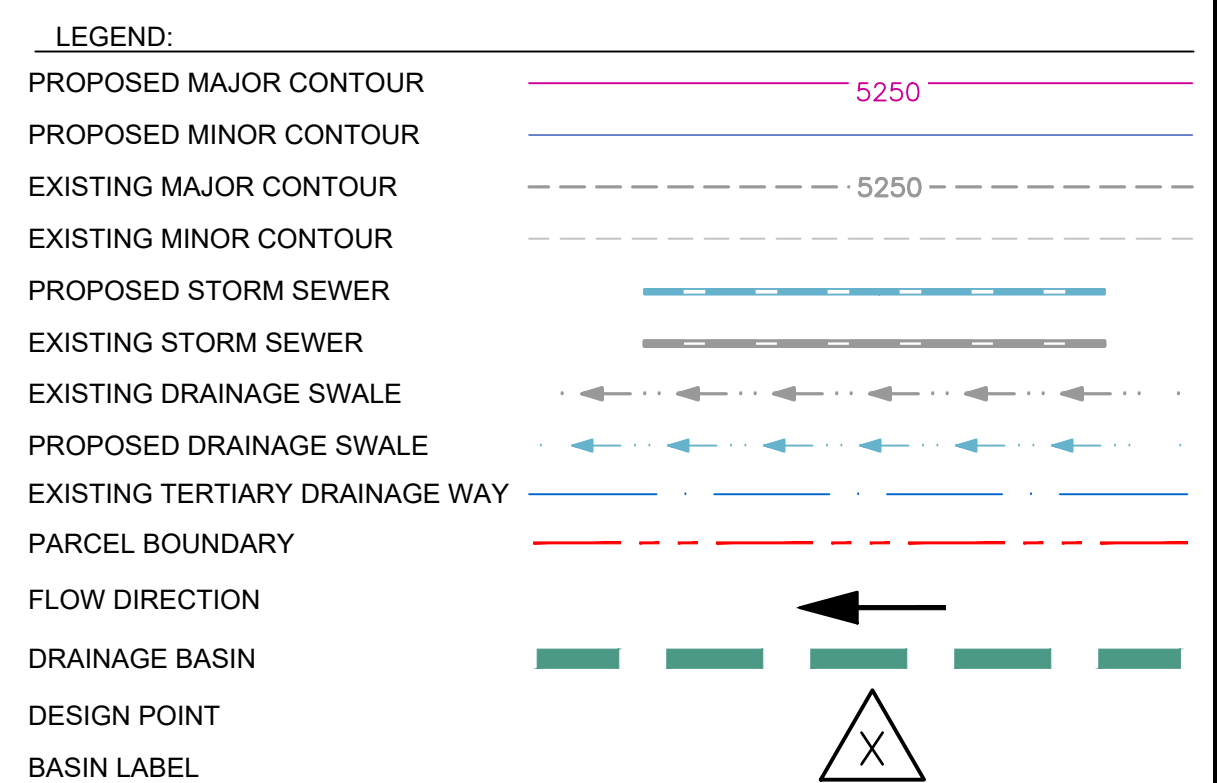 LEGEND:
PROPOSED MAJOR CONTOUR 5250
PROPOSED MINOR CONTOUR
EXISTING MAJOR CONTOUR 5250
EXISTING MINOR CONTOUR
PROPOSED STORM SEWER
EXISTING STORM SEWER
EXISTING DRAINAGE SWALE
PROPOSED DRAINAGE SWALE
EXISTING TERTIARY DRAINAGE WAY
PARCEL BOUNDARY
FLOW DIRECTION
DRAINAGE BASIN
DESIGN POINT
X
BASIN LABEL